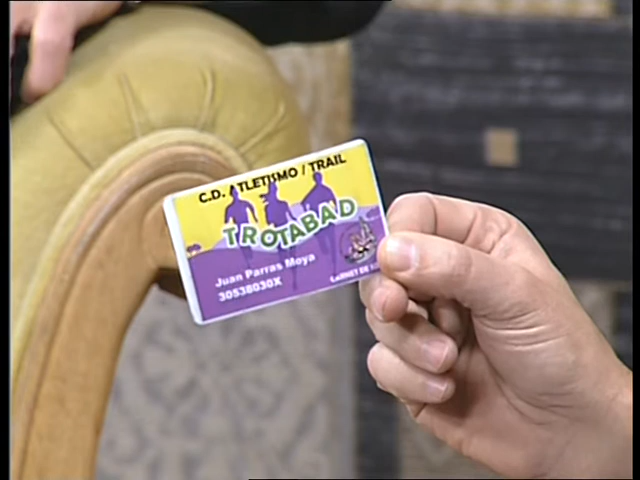 C.D. ATLETISMO / TRAIL
TROTABAD
Juan Parras Moya
30538030X
CARNET DE